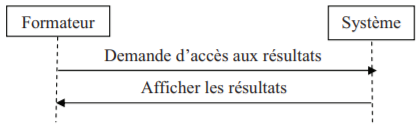 Formateur
Système
Demande d'accès aux résultats
Afficher les résultats